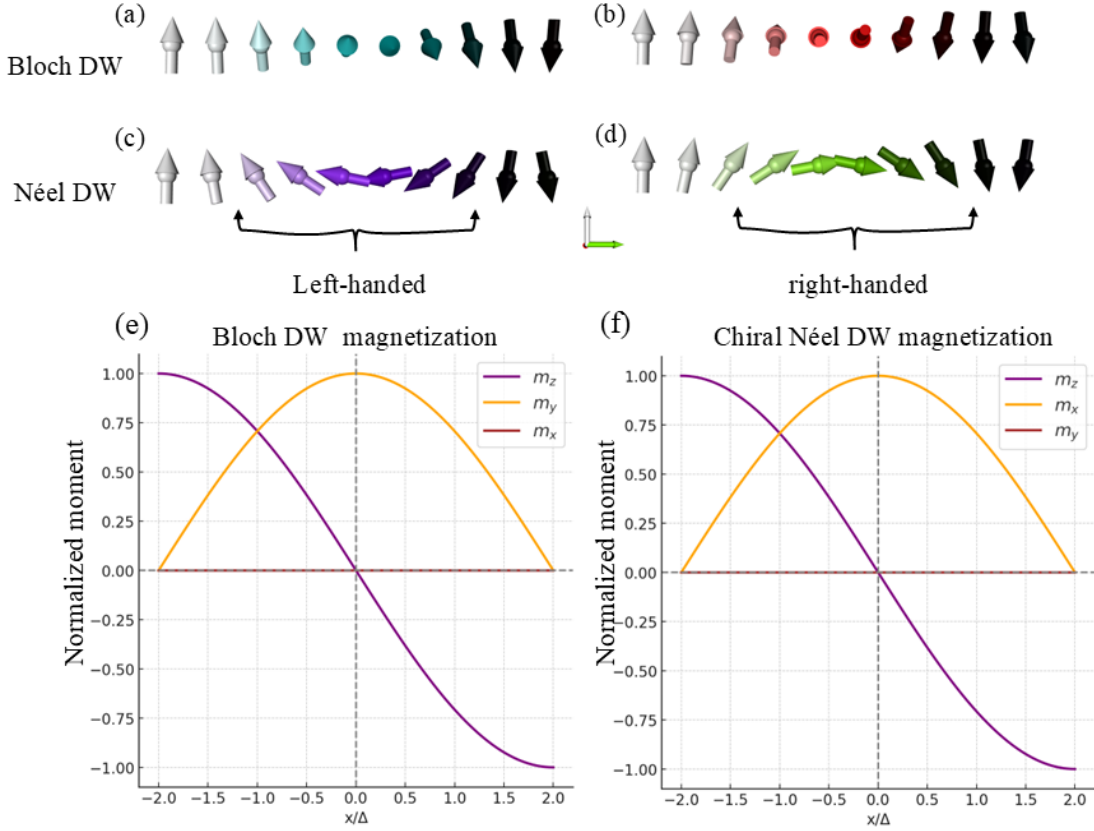 (a)
(b)
Bloch DW
(c)
(d)
Néel DW
Left-handed
right-handed
(e)
Bloch DW magnetization
(f)
Chiral Néel DW magnetization
1.00
0.75
0.50
0.25
0.00
−0.25
−0.50
−0.75
−1.00
Normalized moment
m_z
m_y
m_x
−2.0 −1.5 −1.0 −0.5 0.0 0.5 1.0 1.5 2.0
x/Δ
1.00
0.75
0.50
0.25
0.00
−0.25
−0.50
−0.75
−1.00
Normalized moment
m_z
m_x
m_y
−2.0 −1.5 −1.0 −0.5 0.0 0.5 1.0 1.5 2.0
x/Δ